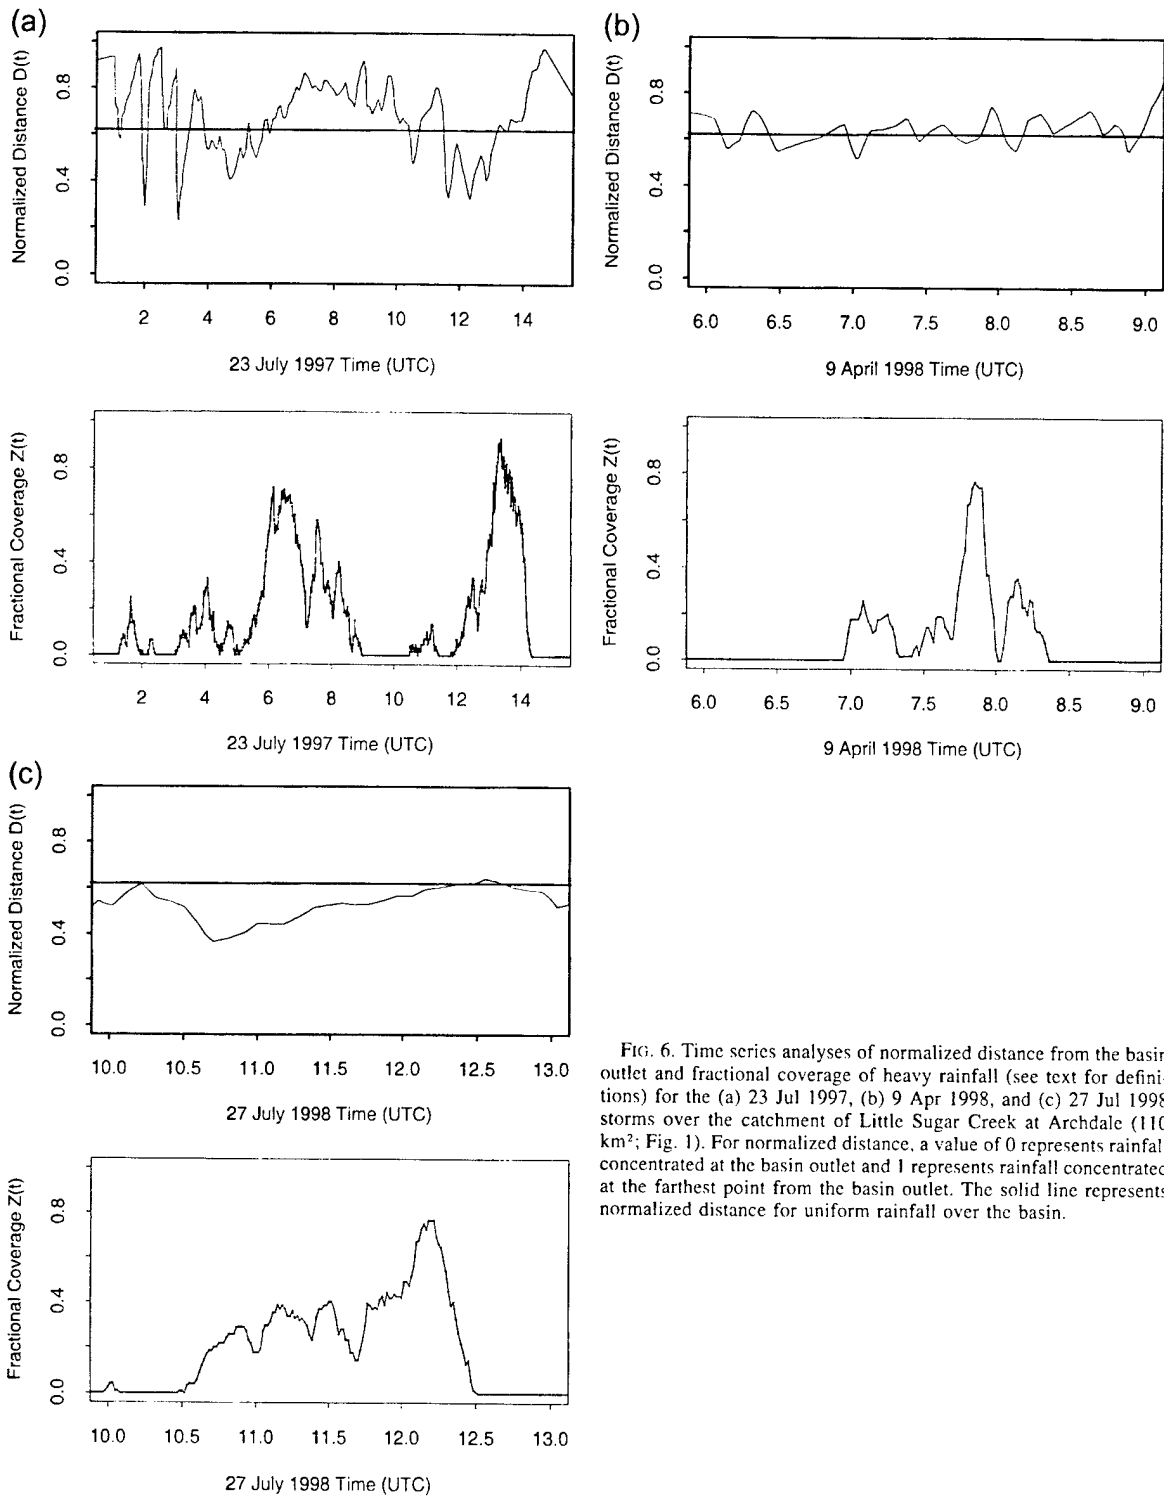 (a)
Normalized Distance D(t)
0.8
0.4
0.0
2 4 6 8 10 12 14
23 July 1997 Time (UTC)
Fractional Coverage Z(t)
0.8
0.4
0.0
2 4 6 8 10 12 14
23 July 1997 Time (UTC)
(b)
Normalized Distance D(t)
0.8
0.4
0.0
6.0 6.5 7.0 7.5 8.0 8.5 9.0
9 April 1998 Time (UTC)
Fractional Coverage Z(t)
0.8
0.4
0.0
6.0 6.5 7.0 7.5 8.0 8.5 9.0
9 April 1998 Time (UTC)
(c)
Normalized Distance D(t)
0.8
0.4
0.0
10.0 10.5 11.0 11.5 12.0 12.5 13.0
27 July 1998 Time (UTC)
Fractional Coverage Z(t)
0.8
0.4
0.0
10.0 10.5 11.0 11.5 12.0 12.5 13.0
27 July 1998 Time (UTC)
FIG. 6. Time series analyses of normalized distance from the basin
outlet and fractional coverage of heavy rainfall (see text for defini-
tions) for the (a) 23 Jul 1997, (b) 9 Apr 1998, and (c) 27 Jul 1998
storms over the catchment of Little Sugar Creek at Archdale (110
km²; Fig. 1). For normalized distance, a value of 0 represents rainfall
concentrated at the basin outlet and 1 represents rainfall concentrated
at the farthest point from the basin outlet. The solid line represents
normalized distance for uniform rainfall over the basin.